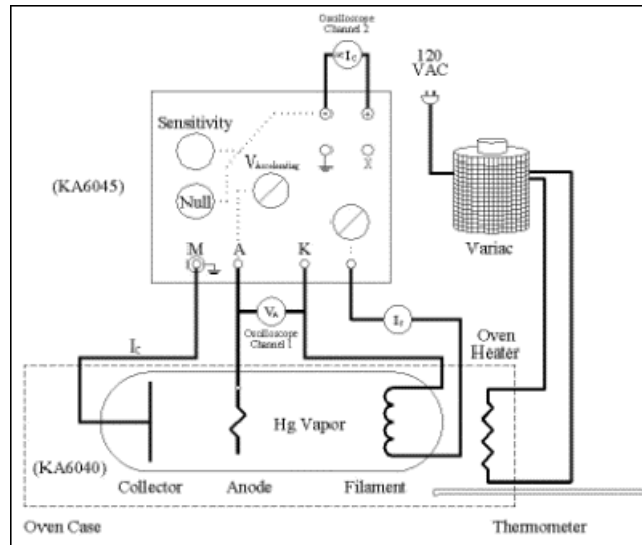 Oscilloscope
Channel 2
∝I_C
120
VAC
Sensitivity
V_Accelerating
(KA6045)
Null
Variac
M
A
K
V_A
Oscilloscope
Channel 1
I_f
I_C
Oven
Heater
Hg Vapor
(KA6040)
Collector
Anode
Filament
Oven Case
Thermometer